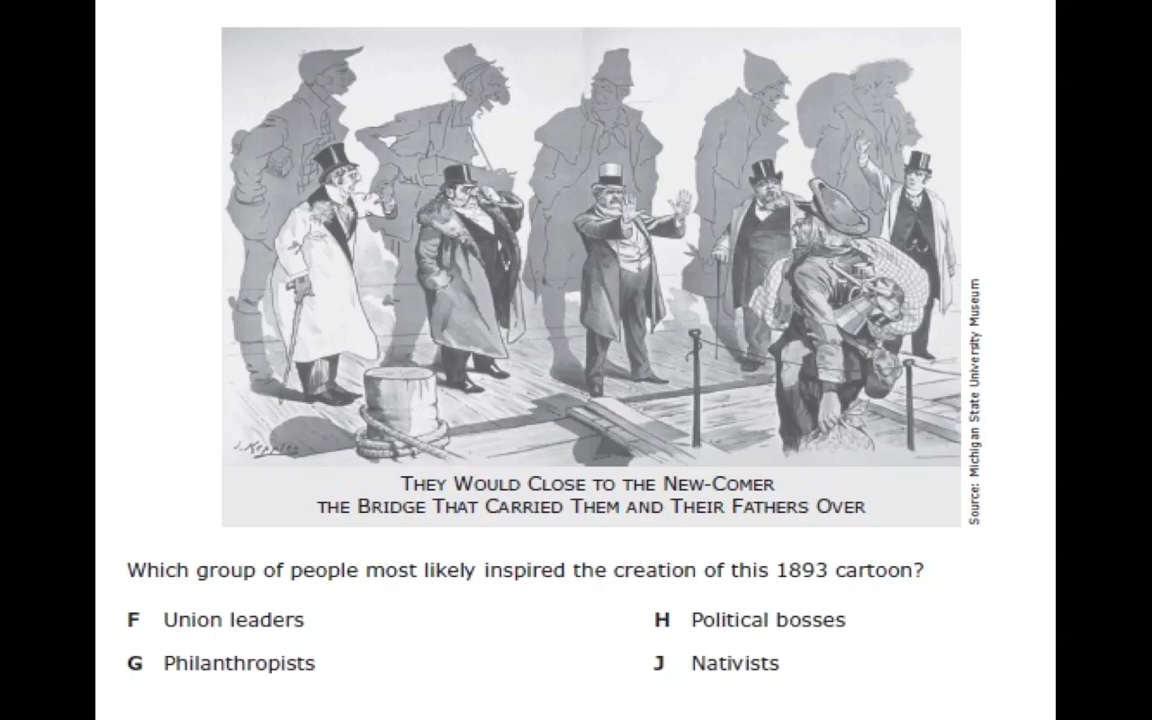 J. Keppler
THEY WOULD CLOSE TO THE NEW-COMER
THE BRIDGE THAT CARRIED THEM AND THEIR FATHERS OVER
Source: Michigan State University Museum
Which group of people most likely inspired the creation of this 1893 cartoon?
F Union leaders
G Philanthropists
H Political bosses
J Nativists